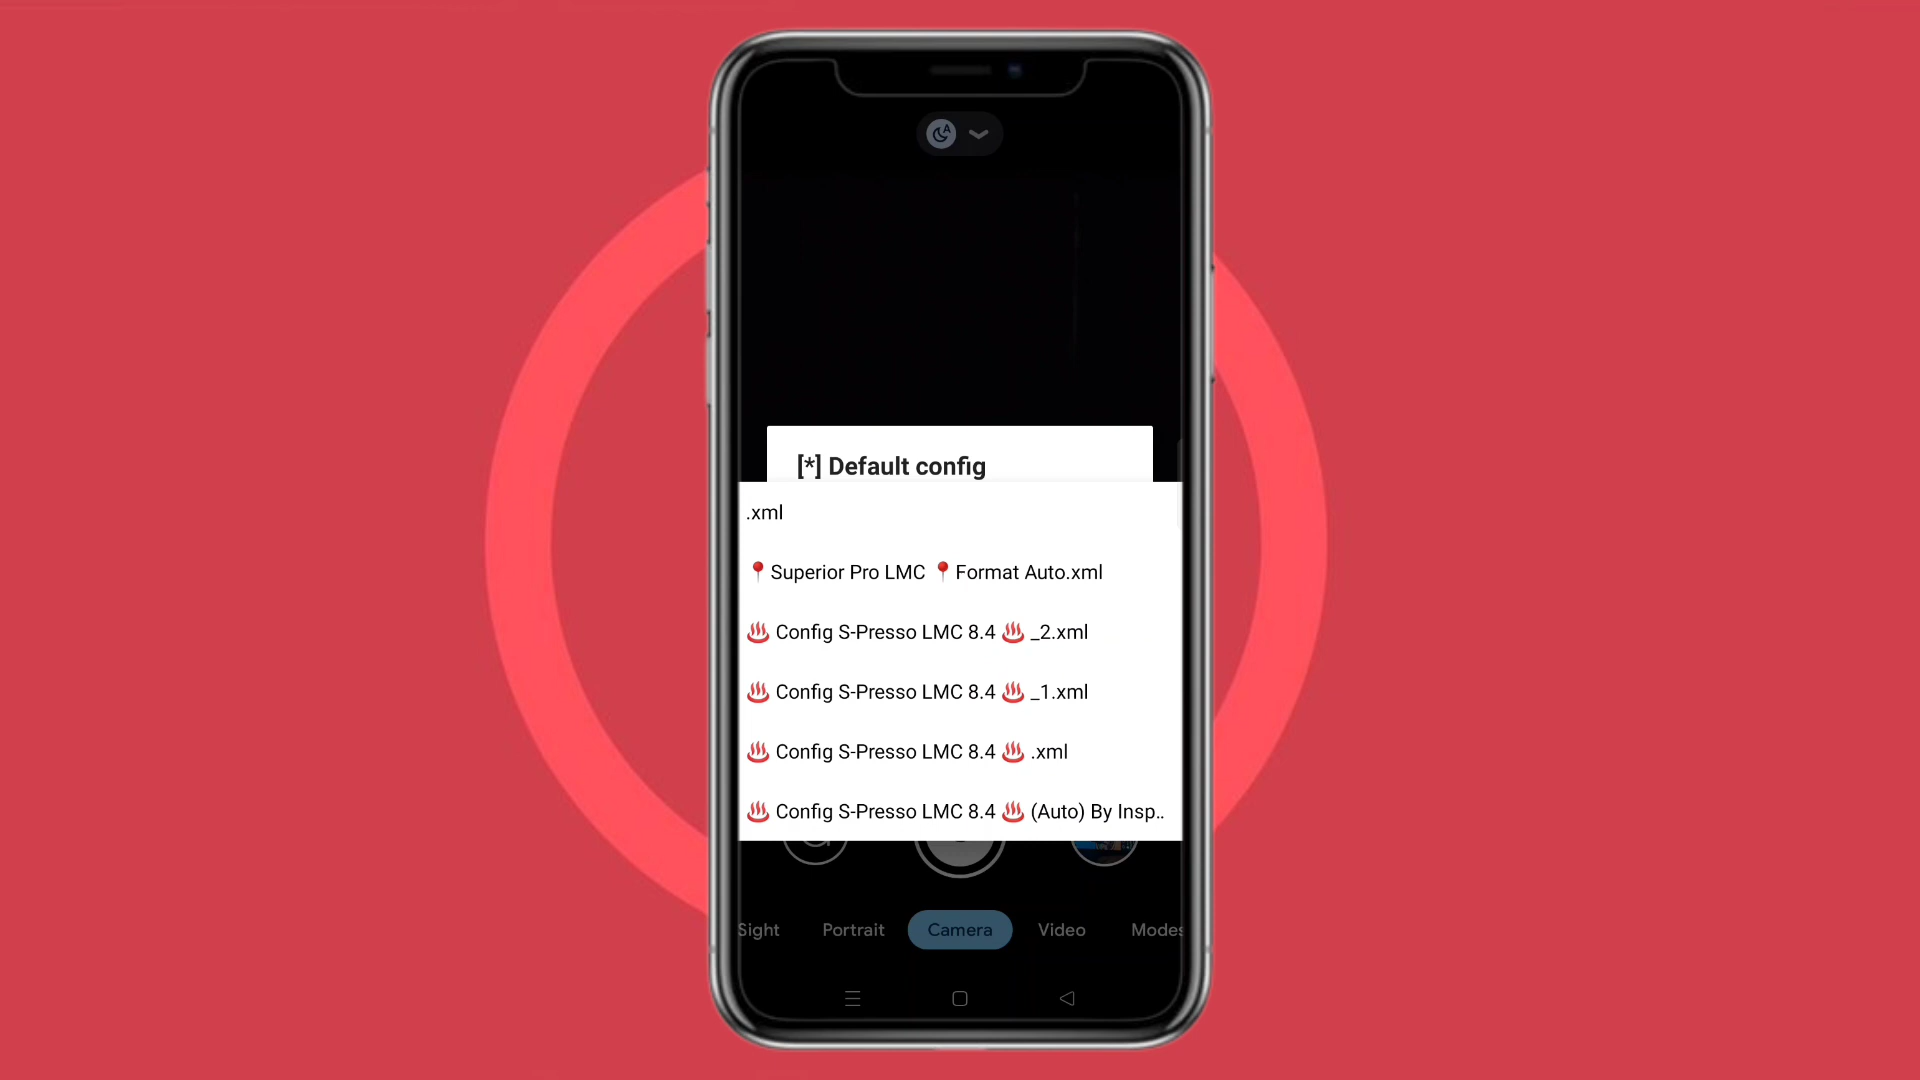 [*] Default config
.xml
📍Superior Pro LMC 📍Format Auto.xml
♨️ Config S-Presso LMC 8.4 ♨️ _2.xml
♨️ Config S-Presso LMC 8.4 ♨️ _1.xml
♨️ Config S-Presso LMC 8.4 ♨️ .xml
♨️ Config S-Presso LMC 8.4 ♨️ (Auto) By Insp..
Sight Portrait Camera Video Modes